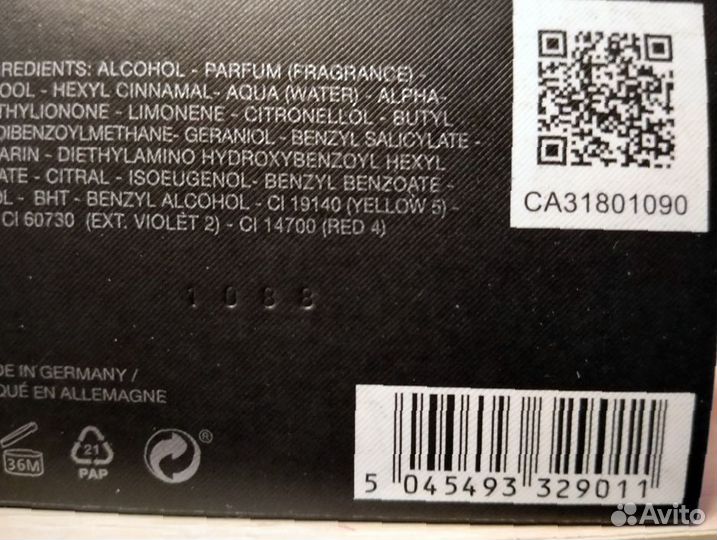 REDIENTS: ALCOHOL - PARFUM (FRAGRANCE) -
OOL - HEXYL CINNAMAL- AQUA (WATER) - ALPHA-
THYLIONONE - LIMONENE - CITRONELLOL - BUTYL
DIBENZOYLMETHANE- GERANIOL - BENZYL SALICYLATE -
ARIN - DIETHYLAMINO HYDROXYBENZOYL HEXYL
ATE - CITRAL - ISOEUGENOL- BENZYL BENZOATE -
OL - BHT - BENZYL ALCOHOL - CI 19140 (YELLOW 5) -
CI 60730 (EXT. VIOLET 2) - CI 14700 (RED 4)
CA31801090
1088
DE IN GERMANY /
QUÉ EN ALLEMAGNE
36M
21
PAP
®
5 045493 329011
Avito